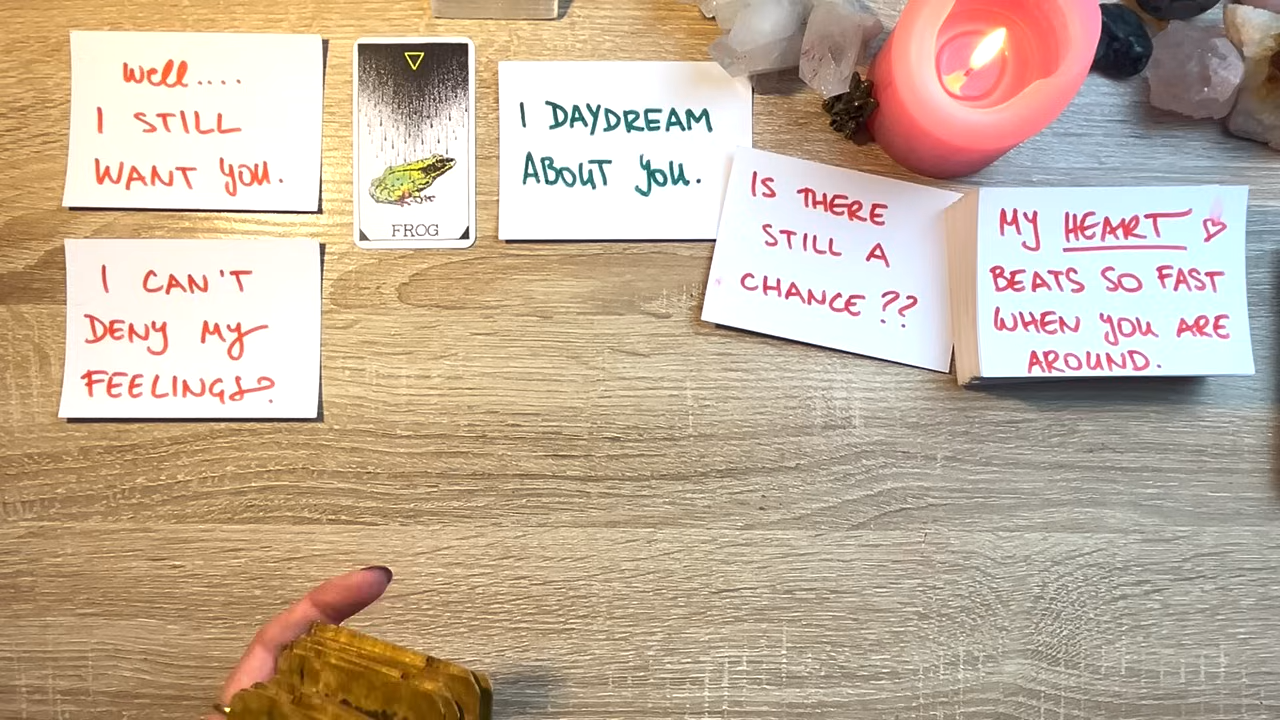 Well....
I STILL
WANT YOU.
FROG
I DAYDREAM
ABOUT YOU.
IS THERE
STILL A
CHANCE??
MY HEART
BEATS SO FAST
WHEN YOU ARE
AROUND.
I CAN'T
DENY MY
FEELINGS.